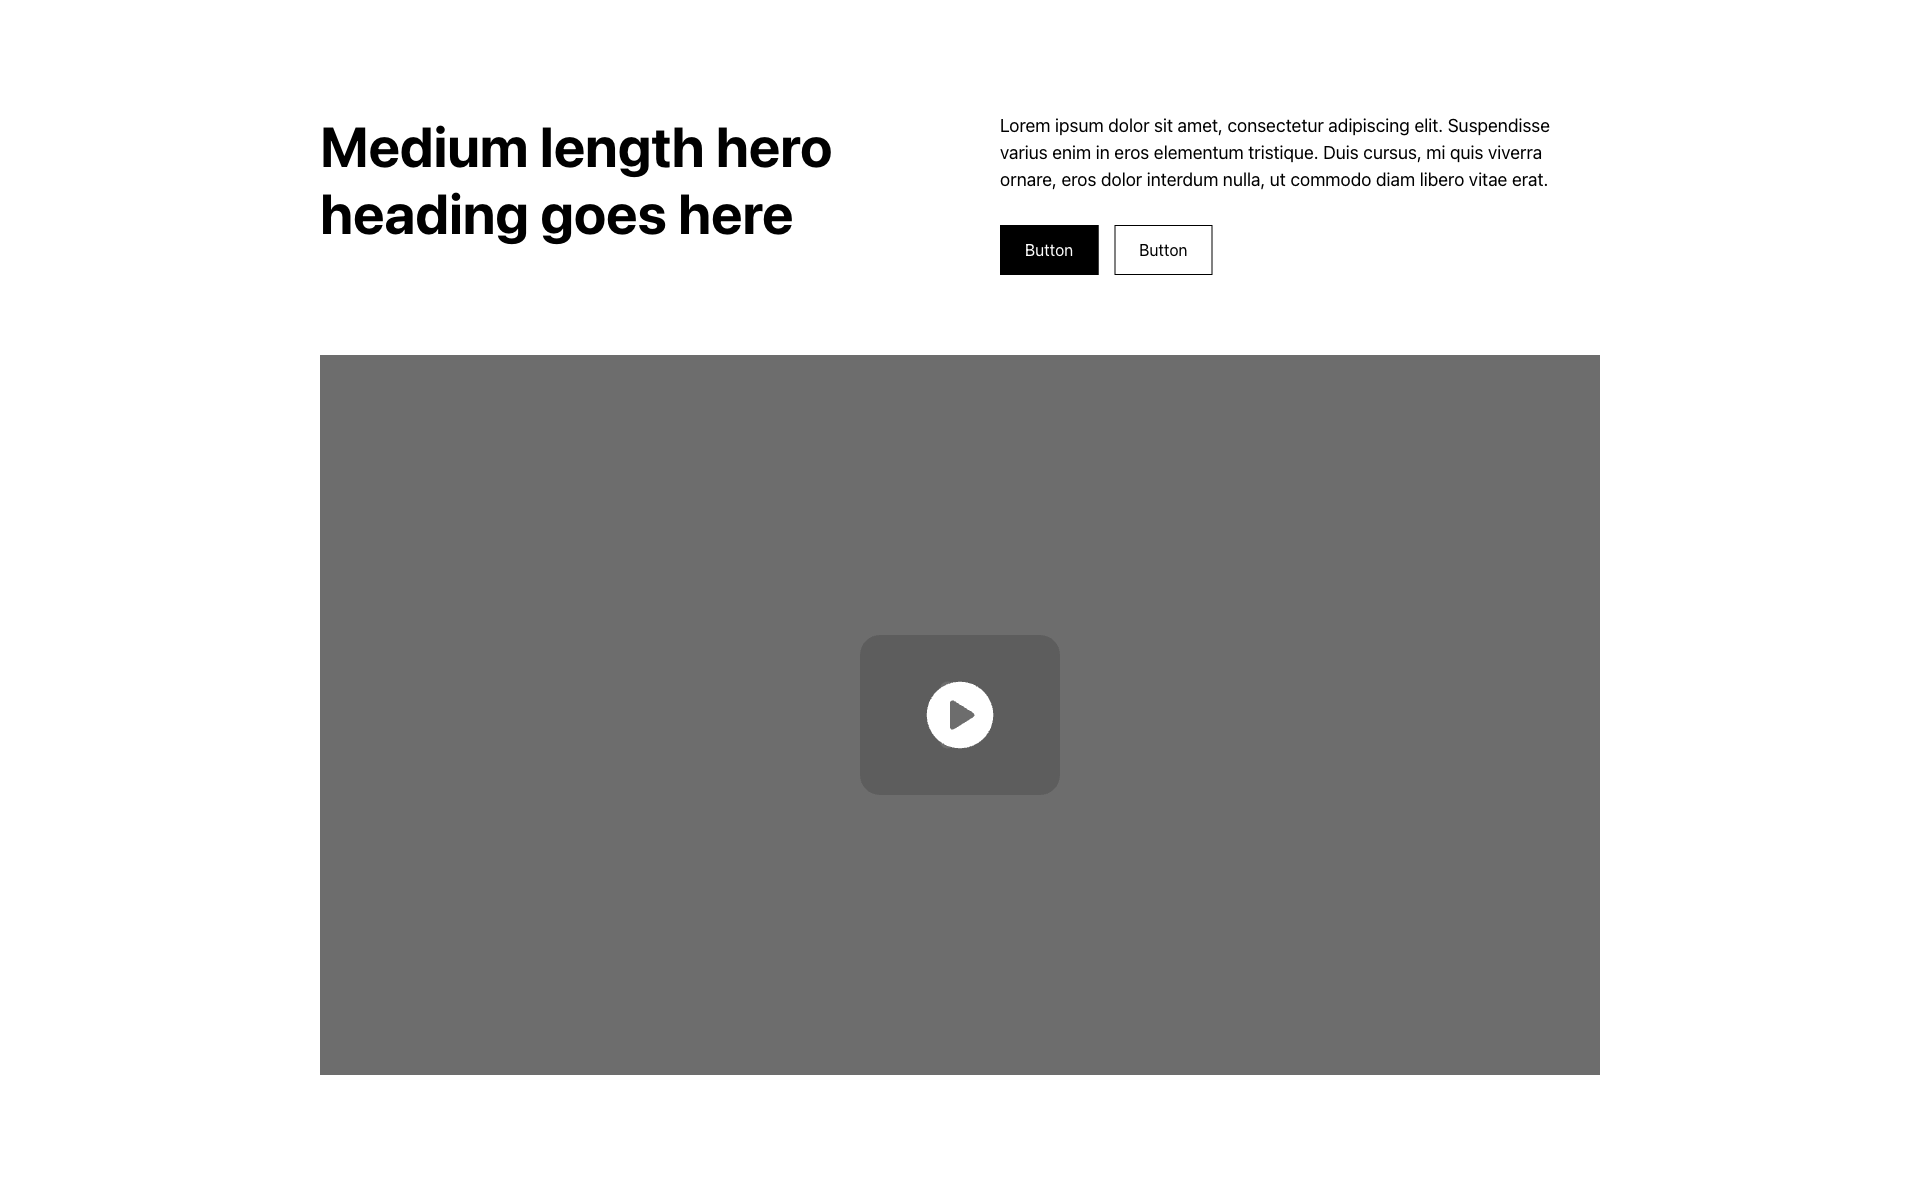 Medium length hero
heading goes here
Lorem ipsum dolor sit amet, consectetur adipiscing elit. Suspendisse
varius enim in eros elementum tristique. Duis cursus, mi quis viverra
ornare, eros dolor interdum nulla, ut commodo diam libero vitae erat.
Button
Button